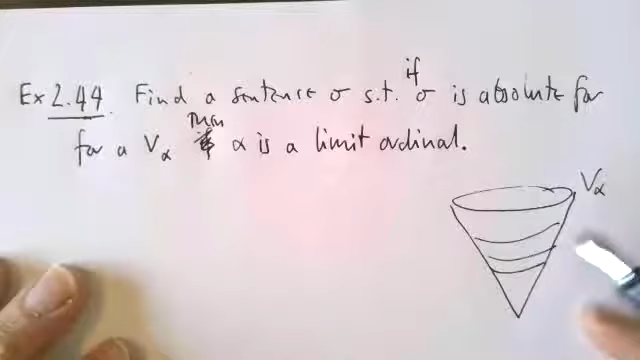 Ex 2.44. Find a sentence σ s.t. if σ is absolute for
for a Vα then α is a limit ordinal.
Vα